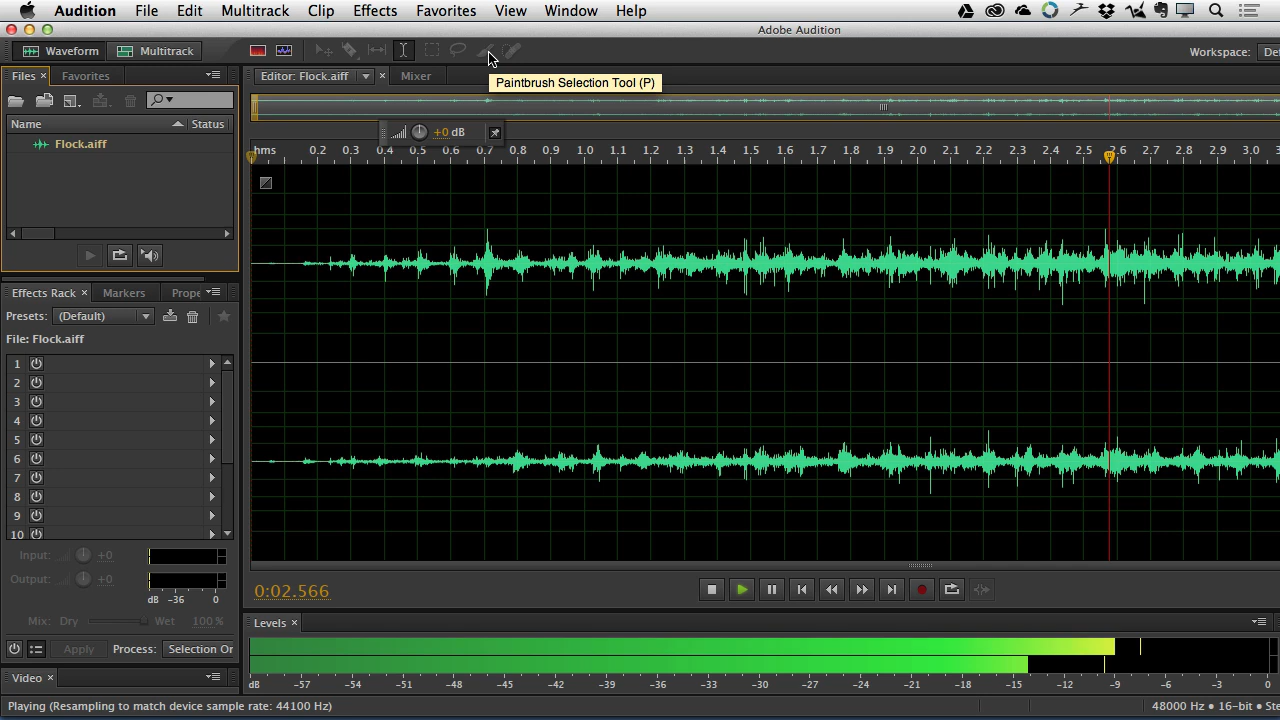 Audition File Edit Multitrack Clip Effects Favorites View Window Help
Adobe Audition
Waveform Multitrack Workspace: De
Files × Favorites Editor: Flock.aiff × Mixer
Paintbrush Selection Tool (P)
Name Status
+0 dB
Flock.aiff
hms 0.2 0.3 0.4 0.5 0.6 0.7 0.8 0.9 1.0 1.1 1.2 1.3 1.4 1.5 1.6 1.7 1.8 1.9 2.0 2.1 2.2 2.3 2.4 2.5 2.6 2.7 2.8 2.9 3.0 3
Effects Rack × Markers Prope
Presets: (Default)
File: Flock.aiff
1
2
3
4
5
6
7
8
9
10
Input: +0
Output: +0
dB -36 0
Mix: Dry Wet 100 %
Apply Process: Selection Or
0:02.566
Levels ×
dB -57 -54 -51 -48 -45 -42 -39 -36 -33 -30 -27 -24 -21 -18 -15 -12 -9 -6 -3 0
Video ×
Playing (Resampling to match device sample rate: 44100 Hz) 48000 Hz • 16-bit • Ste